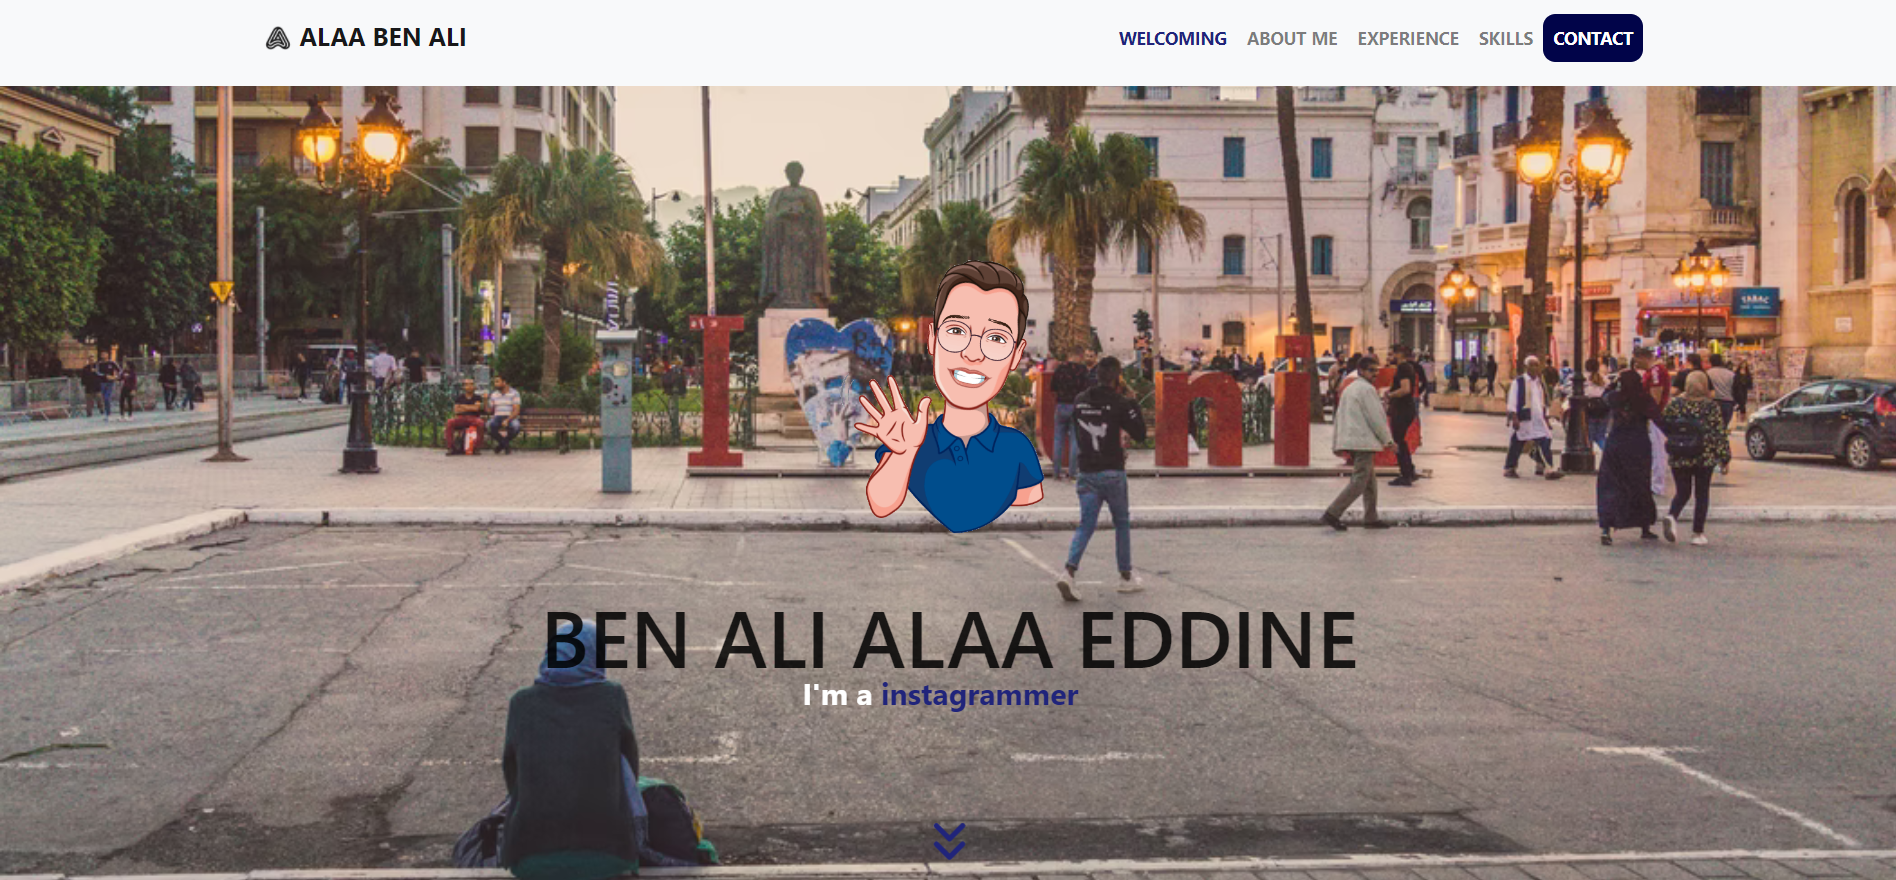 ALAA BEN ALI
WELCOMING ABOUT ME EXPERIENCE SKILLS CONTACT
I
BEN ALI ALAA EDDINE
I'm a instagrammer